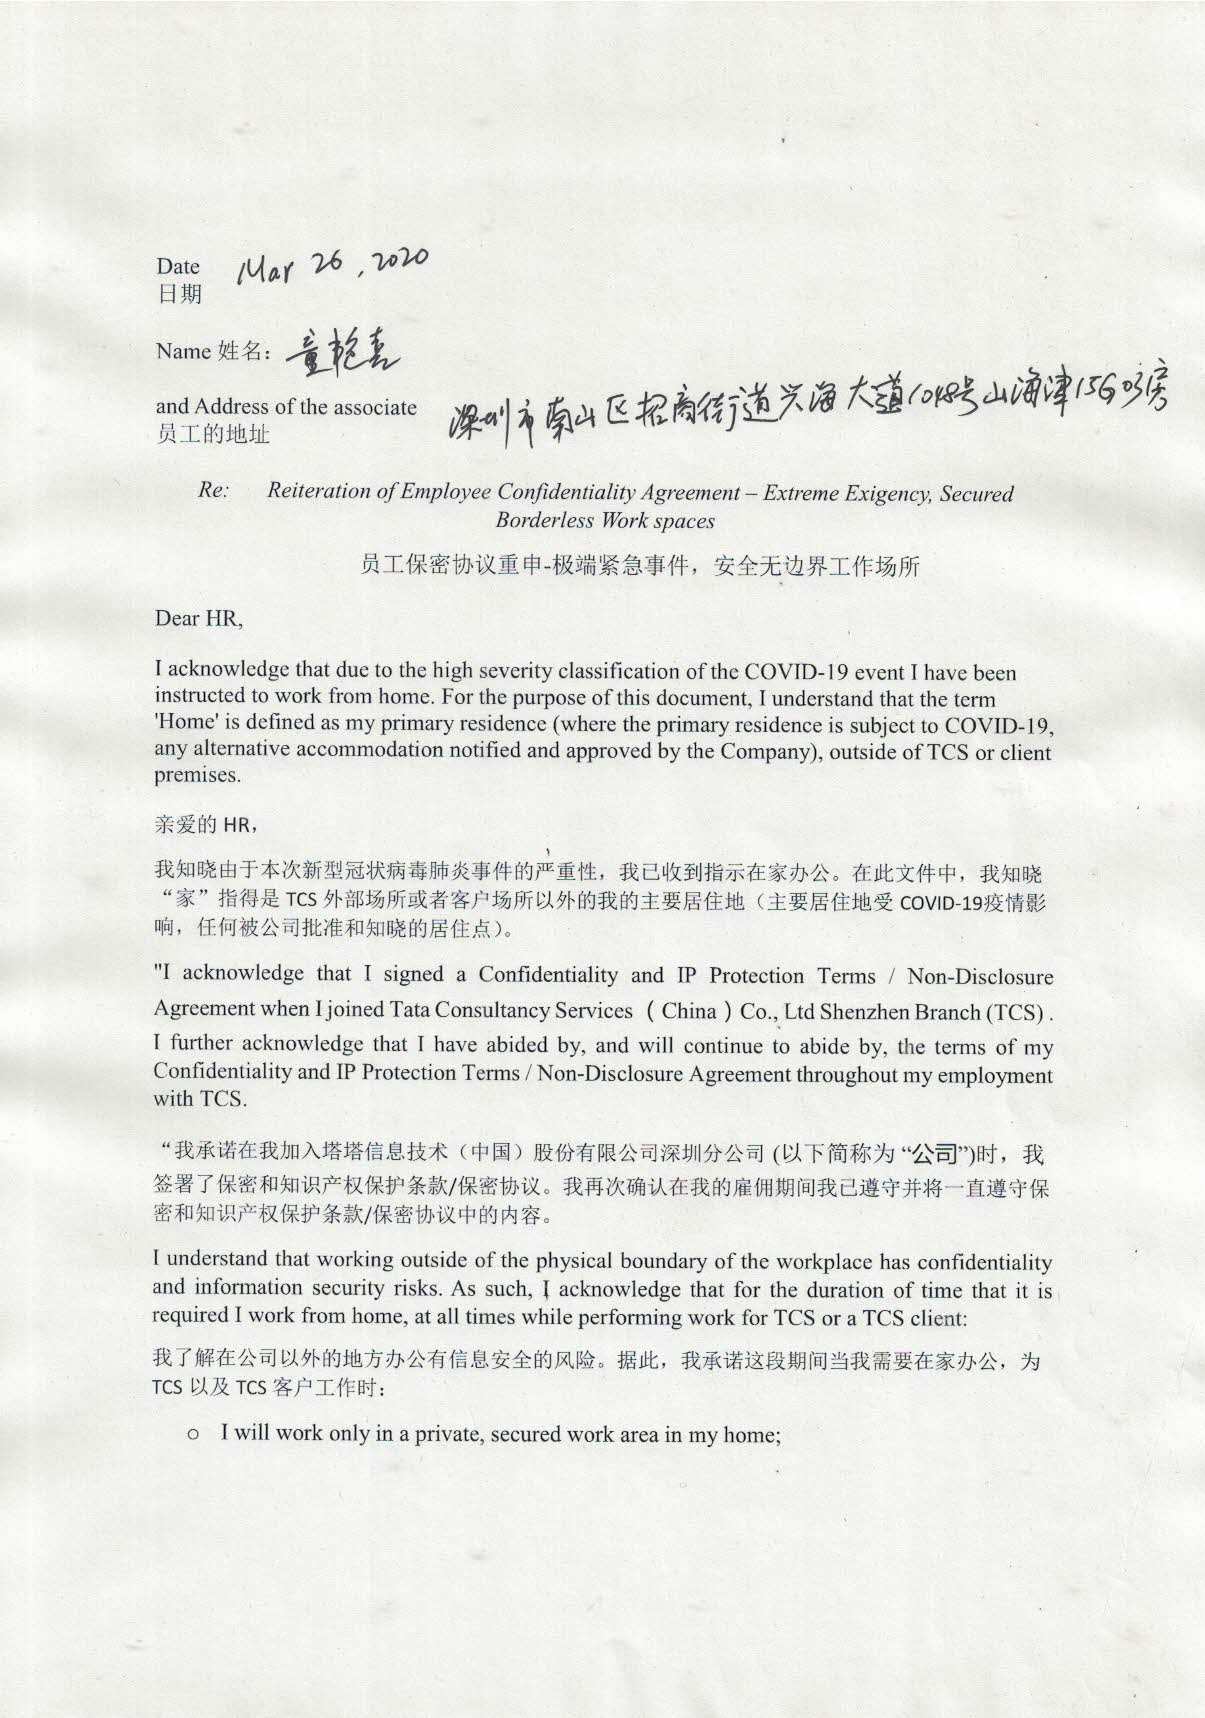 Date Mar 26, 2020
日期
Name 姓名： 童艳喜
and Address of the associate 深圳市南山区招商街道兴海大道1048号山海津15G03房
员工的地址
Re: Reiteration of Employee Confidentiality Agreement – Extreme Exigency, Secured
Borderless Work spaces
员工保密协议重申-极端紧急事件，安全无边界工作场所
Dear HR,
I acknowledge that due to the high severity classification of the COVID-19 event I have been
instructed to work from home. For the purpose of this document, I understand that the term
'Home' is defined as my primary residence (where the primary residence is subject to COVID-19,
any alternative accommodation notified and approved by the Company), outside of TCS or client
premises.
亲爱的 HR，
我知晓由于本次新型冠状病毒肺炎事件的严重性，我已收到指示在家办公。在此文件中，我知晓
“家”指得是 TCS 外部场所或者客户场所以外的我的主要居住地（主要居住地受 COVID-19疫情影
响，任何被公司批准和知晓的居住点）。
"I acknowledge that I signed a Confidentiality and IP Protection Terms / Non-Disclosure
Agreement when I joined Tata Consultancy Services （China）Co., Ltd Shenzhen Branch (TCS) .
I further acknowledge that I have abided by, and will continue to abide by, the terms of my
Confidentiality and IP Protection Terms / Non-Disclosure Agreement throughout my employment
with TCS.
“我承诺在我加入塔塔信息技术（中国）股份有限公司深圳分公司 (以下简称为 “公司”)时，我
签署了保密和知识产权保护条款/保密协议。我再次确认在我的雇佣期间我已遵守并将一直遵守保
密和知识产权保护条款/保密协议中的内容。
I understand that working outside of the physical boundary of the workplace has confidentiality
and information security risks. As such, I acknowledge that for the duration of time that it is
required I work from home, at all times while performing work for TCS or a TCS client:
我了解在公司以外的地方办公有信息安全的风险。据此，我承诺这段期间当我需要在家办公，为
TCS 以及 TCS 客户工作时：
o I will work only in a private, secured work area in my home;